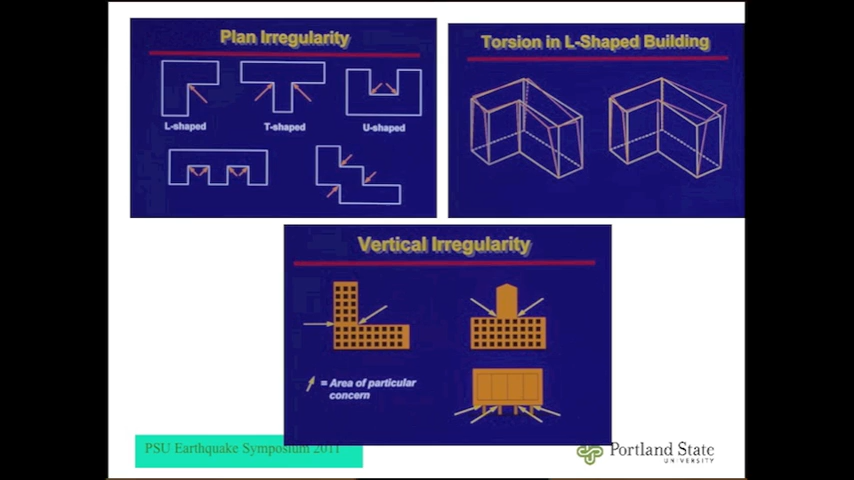 Plan Irregularity
L-shaped
T-shaped
U-shaped
Torsion in L-Shaped Building
Vertical Irregularity
= Area of particular
concern
PSU Earthquake Symposium 2011
Portland State
UNIVERSITY